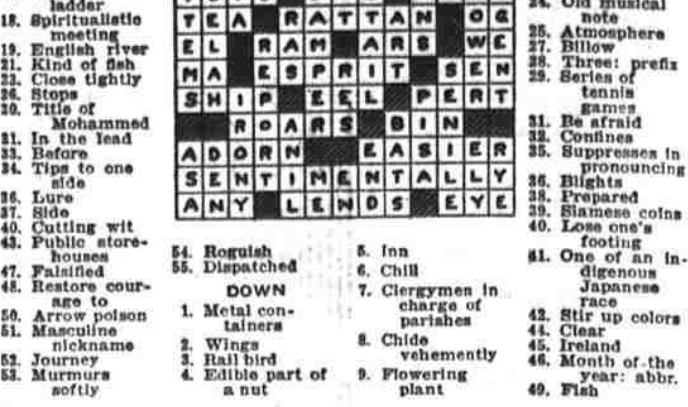 ladder
18. Spiritualistic
meeting
19. English river
21. Kind of fish
23. Close tightly
26. Stops
30. Title of
Mohammed
31. In the lead
33. Before
34. Tips to one
side
36. Lure
37. Side
40. Cutting wit
43. Public store-
houses
47. Falsified
48. Restore cour-
age to
50. Arrow poison
51. Masculine
nickname
52. Journey
53. Murmurs
softly
TEA RATTAN OG
EL RAM ARS WE
MA ESPRIT SEN
SHIP EEL PERT
ROARS BIN
ADORN EASIER
SENTIMENTALLY
ANY LENDS EYE
54. Roguish
55. Dispatched
DOWN
1. Metal con-
tainers
2. Wings
3. Rail bird
4. Edible part of
a nut
5. Inn
6. Chill
7. Clergymen in
charge of
parishes
8. Chide
vehemently
9. Flowering
plant
24. Old musical
note
25. Atmosphere
27. Billow
28. Three: prefix
29. Series of
tennis
games
31. Be afraid
32. Confines
35. Suppresses in
pronouncing
36. Blights
38. Prepared
39. Siamese coins
40. Lose one's
footing
41. One of an in-
digenous
Japanese
race
42. Stir up colors
44. Clear
45. Ireland
46. Month of the
year: abbr.
49. Fish